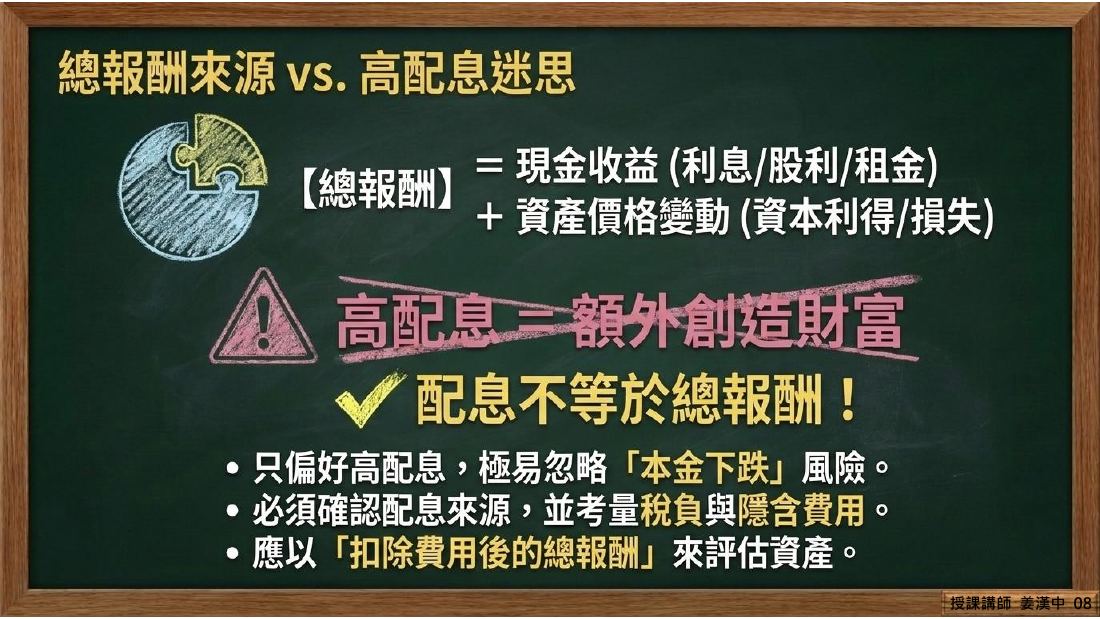 總報酬來源 vs. 高配息迷思
【總報酬】
= 現金收益 (利息/股利/租金)
+ 資產價格變動 (資本利得/損失)
高配息 = 額外創造財富
配息不等於總報酬！
• 只偏好高配息，極易忽略「本金下跌」風險。
• 必須確認配息來源，並考量稅負與隱含費用。
• 應以「扣除費用後的總報酬」來評估資產。
授課講師 姜漢中 08